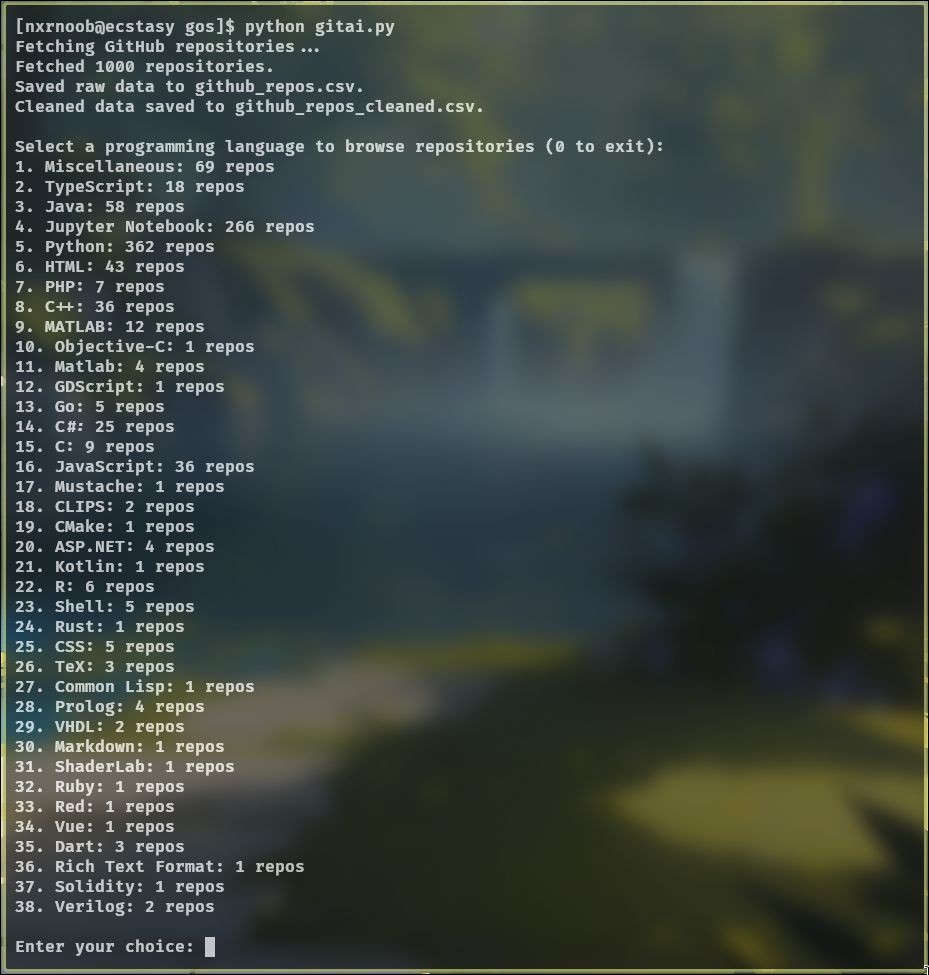 [nxrnoob@ecstasy gos]$ python gitai.py
Fetching GitHub repositories...
Fetched 1000 repositories.
Saved raw data to github_repos.csv.
Cleaned data saved to github_repos_cleaned.csv.
Select a programming language to browse repositories (0 to exit):
1. Miscellaneous: 69 repos
2. TypeScript: 18 repos
3. Java: 58 repos
4. Jupyter Notebook: 266 repos
5. Python: 362 repos
6. HTML: 43 repos
7. PHP: 7 repos
8. C++: 36 repos
9. MATLAB: 12 repos
10. Objective-C: 1 repos
11. Matlab: 4 repos
12. GDScript: 1 repos
13. Go: 5 repos
14. C#: 25 repos
15. C: 9 repos
16. JavaScript: 36 repos
17. Mustache: 1 repos
18. CLIPS: 2 repos
19. CMake: 1 repos
20. ASP.NET: 4 repos
21. Kotlin: 1 repos
22. R: 6 repos
23. Shell: 5 repos
24. Rust: 1 repos
25. CSS: 5 repos
26. TeX: 3 repos
27. Common Lisp: 1 repos
28. Prolog: 4 repos
29. VHDL: 2 repos
30. Markdown: 1 repos
31. ShaderLab: 1 repos
32. Ruby: 1 repos
33. Red: 1 repos
34. Vue: 1 repos
35. Dart: 3 repos
36. Rich Text Format: 1 repos
37. Solidity: 1 repos
38. Verilog: 2 repos
Enter your choice: